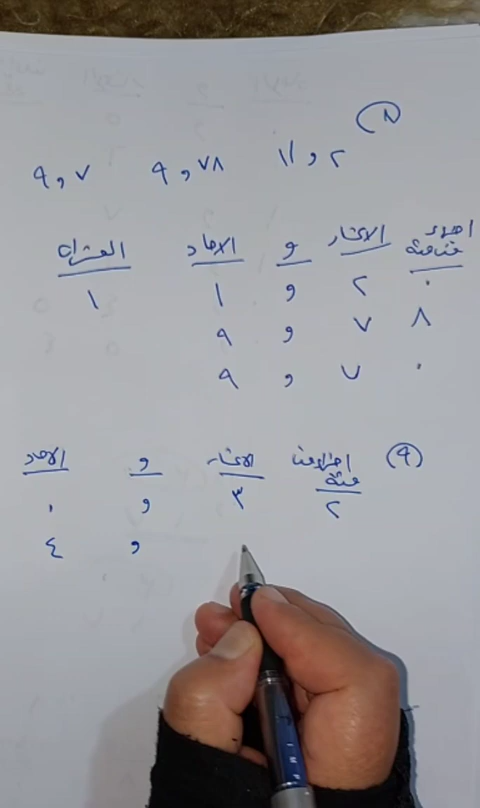 ٨
٩,٧ ٩,٧٨ ١١,٢
العشرات الآحاد و الأعشار أجزاء من مئة
١ ١ , ٢ ٠
٩ , ٧ ٨
٩ , ٧ ٠
٩
الآحاد و الأعشار أجزاء من مئة
٠ , ٣ ٢
٤ ,